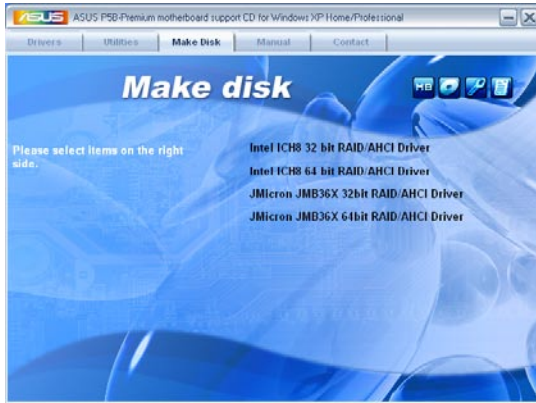 ASUS ASUS P5B-Premium motherboard support CD for Windows XP Home/Professional
Drivers Utilities Make Disk Manual Contact
Make disk
MB
Please select items on the right
side.
Intel ICH8 32 bit RAID/AHCI Driver
Intel ICH8 64 bit RAID/AHCI Driver
JMicron JMB36X 32bit RAID/AHCI Driver
JMicron JMB36X 64bit RAID/AHCI Driver